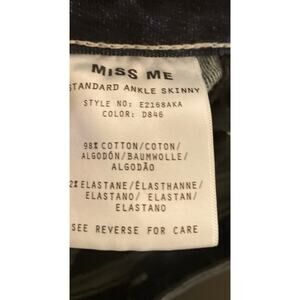 MISS ME
STANDARD ANKLE SKINNY
STYLE NO: E2168AKA
COLOR: D846
98% COTTON/COTON/
ALGODÓN/BAUMWOLLE/
ALGODÃO
2% ELASTANE/ÉLASTHANNE/
ELASTANO/ ELASTAN/
ELASTANO
SEE REVERSE FOR CARE